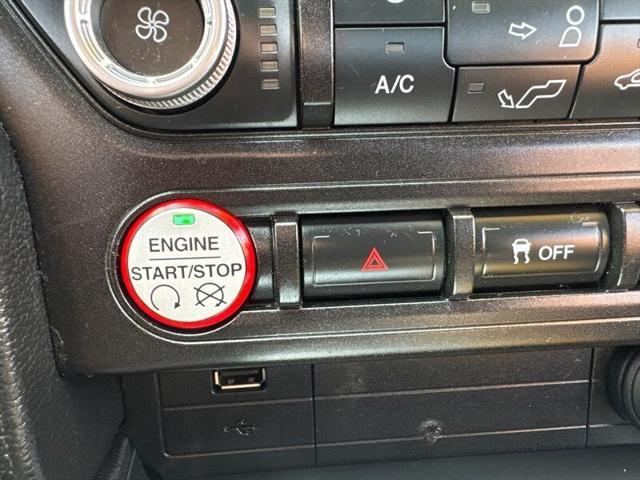 A/C
ENGINE
START/STOP
OFF